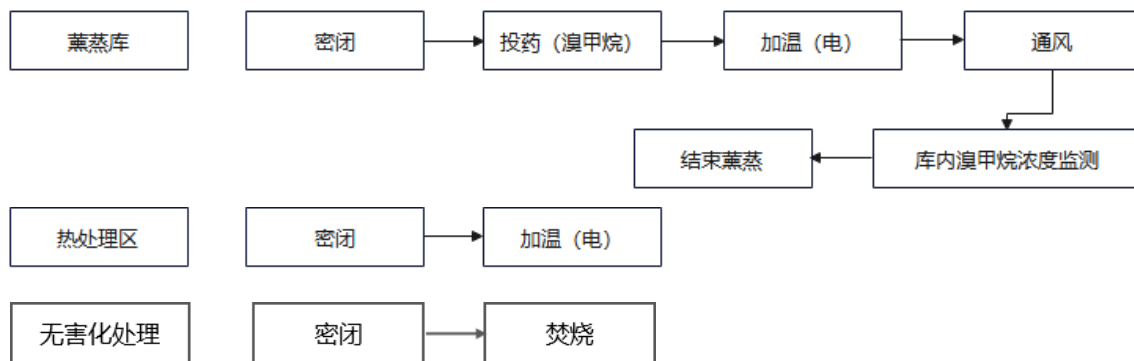 薰蒸库
密闭
投药（溴甲烷）
加温（电）
通风
结束薰蒸
库内溴甲烷浓度监测
热处理区
密闭
加温（电）
无害化处理
密闭
焚烧